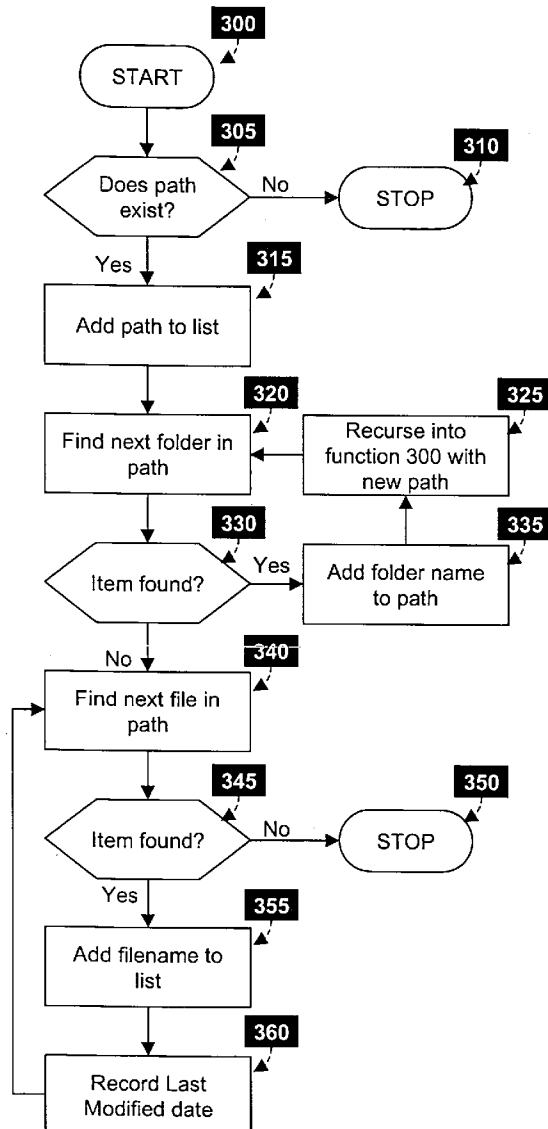 300
START
305
310
Does path
exist?
No
STOP
Yes
315
Add path to list
320
325
Find next folder in
path
Recurse into
function 300 with
new path
330
335
Item found?
Yes
Add folder name
to path
No
340
Find next file in
path
345
350
Item found?
No
STOP
Yes
355
Add filename to
list
360
Record Last
Modified date